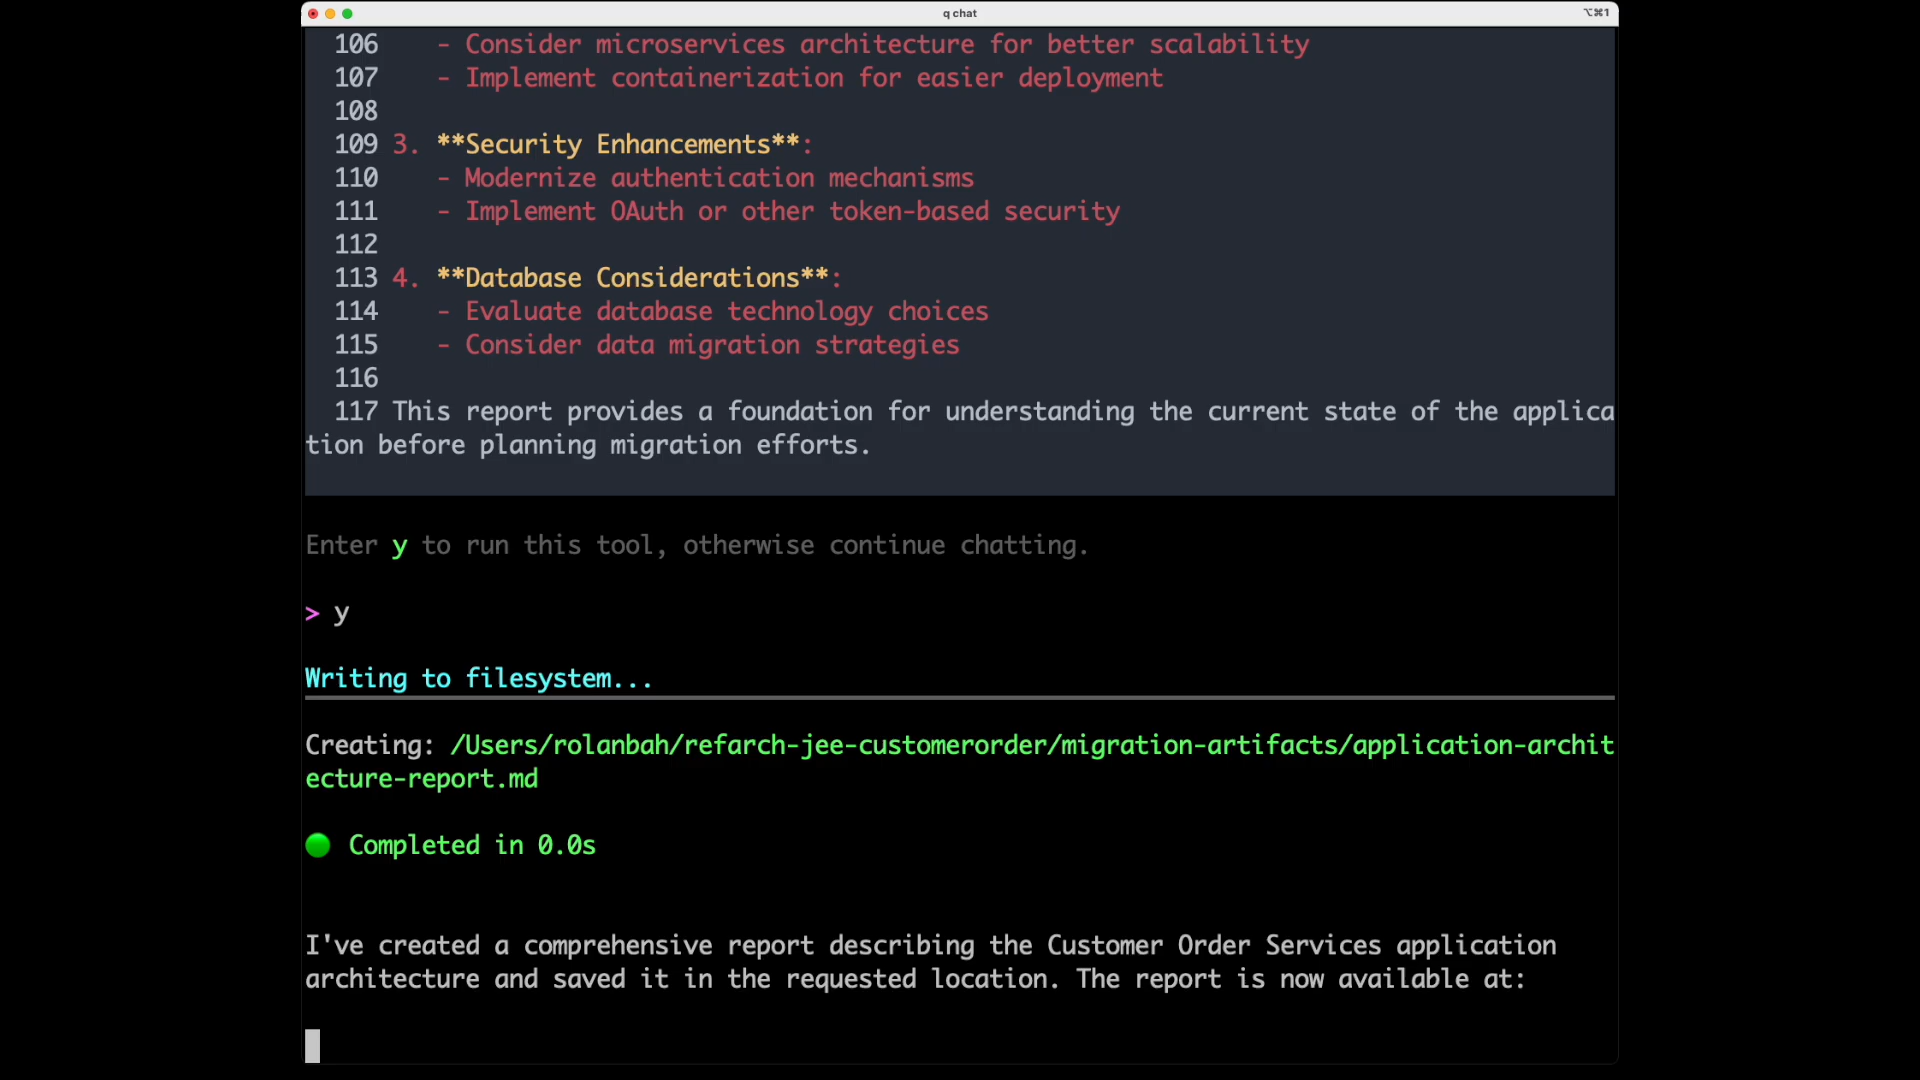 q chat
⌥⌘1
106    - Consider microservices architecture for better scalability
107    - Implement containerization for easier deployment
108
109 3. **Security Enhancements**:
110    - Modernize authentication mechanisms
111    - Implement OAuth or other token-based security
112
113 4. **Database Considerations**:
114    - Evaluate database technology choices
115    - Consider data migration strategies
116
117 This report provides a foundation for understanding the current state of the applica
tion before planning migration efforts.
Enter y to run this tool, otherwise continue chatting.
> y
Writing to filesystem...
Creating: /Users/rolanbah/refarch-jee-customerorder/migration-artifacts/application-archit
ecture-report.md
Completed in 0.0s
I've created a comprehensive report describing the Customer Order Services application
architecture and saved it in the requested location. The report is now available at: